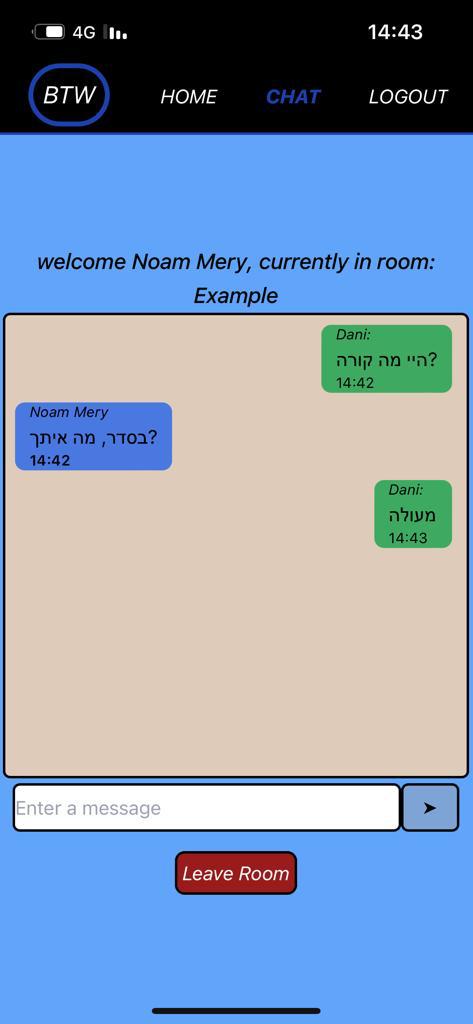 4G
14:43
BTW HOME CHAT LOGOUT
welcome Noam Mery, currently in room:
Example
Dani:
היי מה קורה?
14:42
Noam Mery
בסדר, מה איתך?
14:42
Dani:
מעולה
14:43
Enter a message
➤
Leave Room